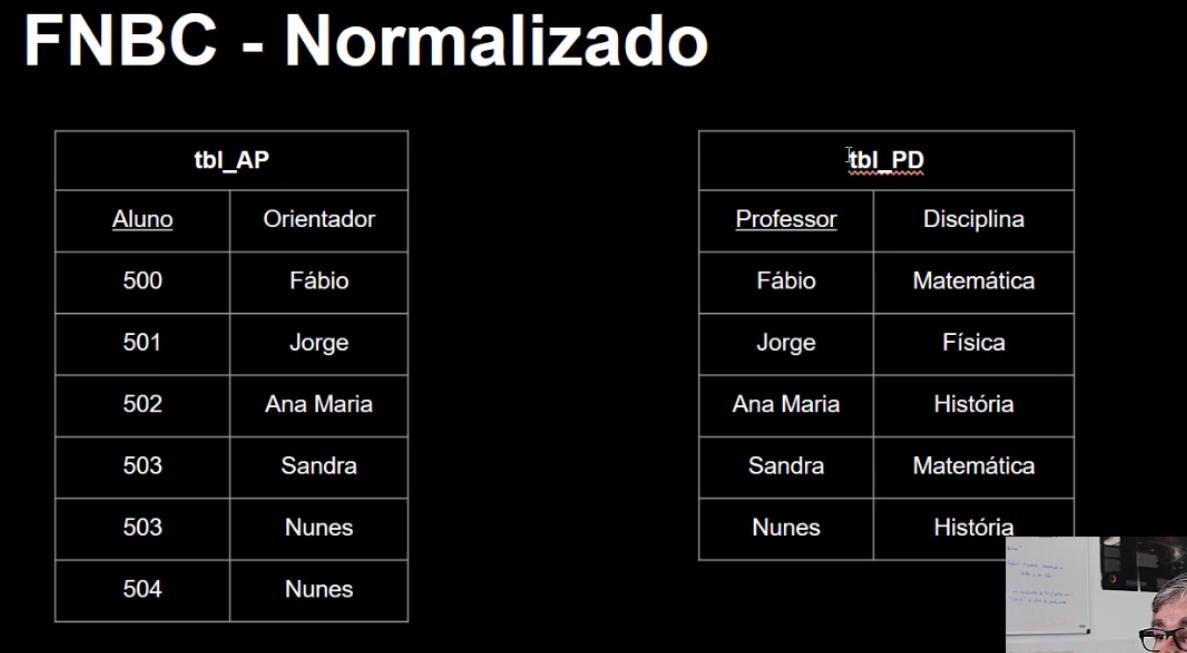 FNBC - Normalizado
tbl_AP
Aluno Orientador
500 Fábio
501 Jorge
502 Ana Maria
503 Sandra
503 Nunes
504 Nunes
tbl_PD
Professor Disciplina
Fábio Matemática
Jorge Física
Ana Maria História
Sandra Matemática
Nunes História